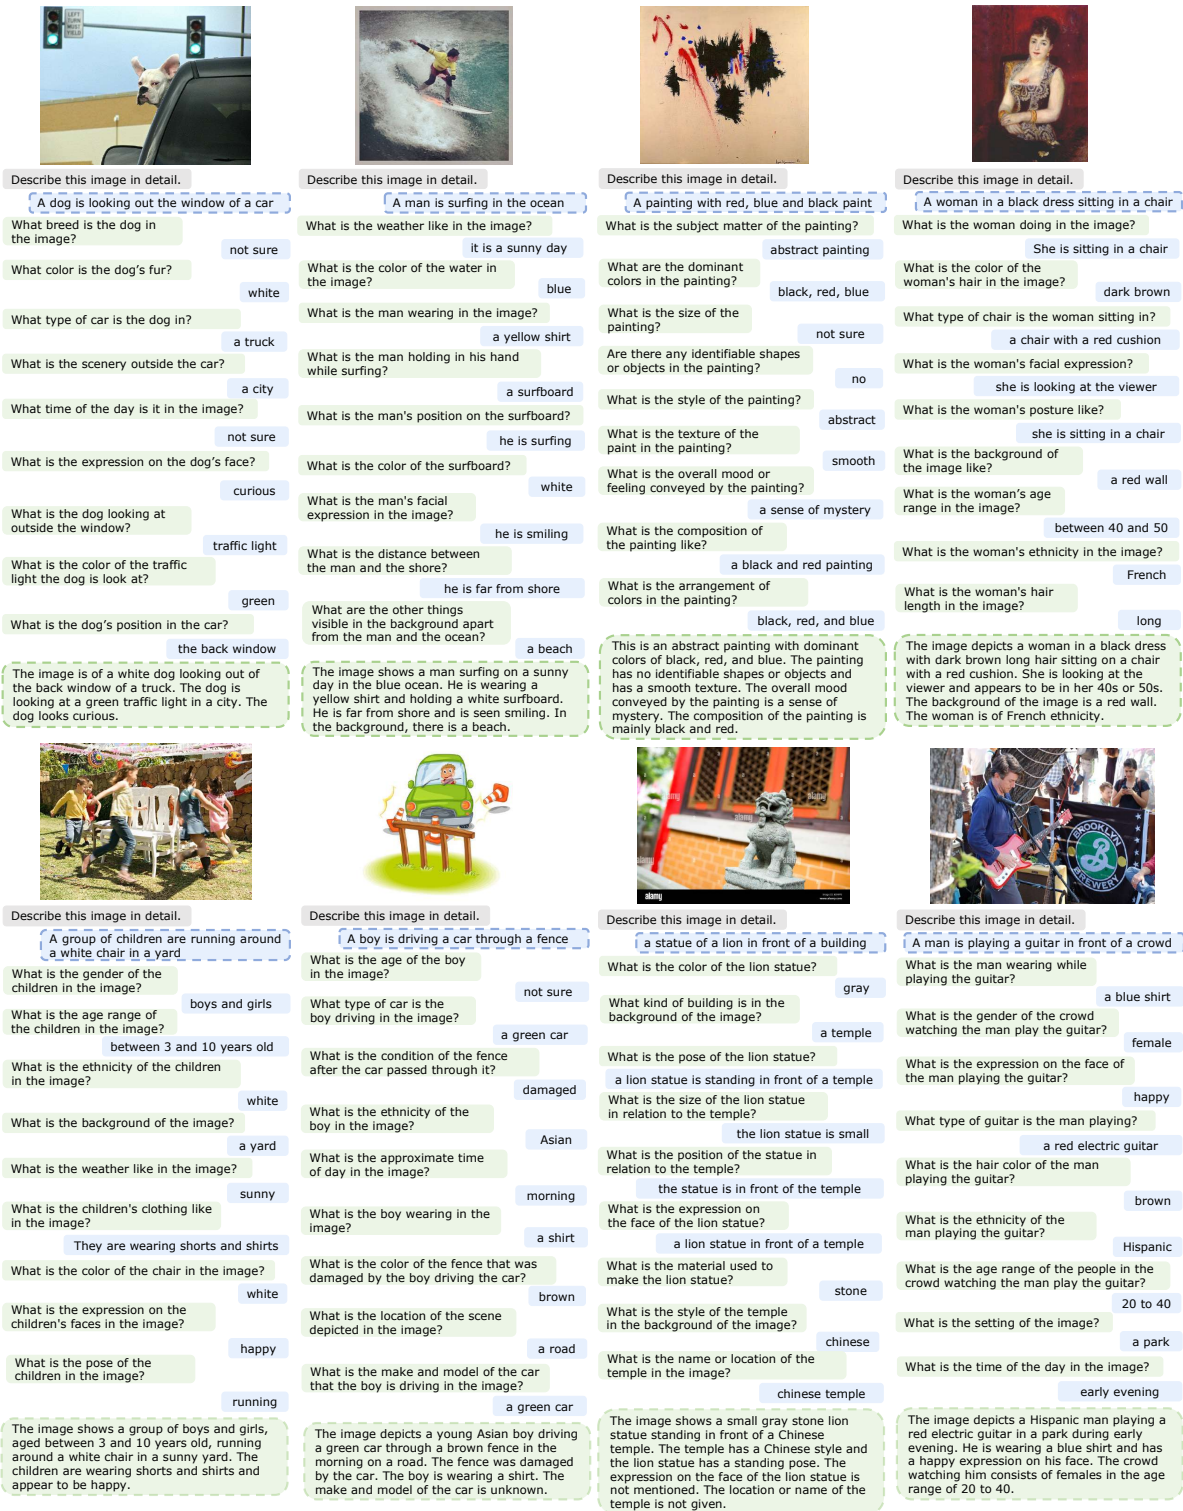 LEFT
TURN
MUST
YIELD
Describe this image in detail.
A dog is looking out the window of a car
What breed is the dog in
the image?
not sure
What color is the dog's fur?
white
What type of car is the dog in?
a truck
What is the scenery outside the car?
a city
What time of the day is it in the image?
not sure
What is the expression on the dog's face?
curious
What is the dog looking at
outside the window?
traffic light
What is the color of the traffic
light the dog is look at?
green
What is the dog's position in the car?
the back window
The image is of a white dog looking out of
the back window of a truck. The dog is
looking at a green traffic light in a city. The
dog looks curious.
Describe this image in detail.
A man is surfing in the ocean
What is the weather like in the image?
it is a sunny day
What is the color of the water in
the image?
blue
What is the man wearing in the image?
a yellow shirt
What is the man holding in his hand
while surfing?
a surfboard
What is the man's position on the surfboard?
he is surfing
What is the color of the surfboard?
white
What is the man's facial
expression in the image?
he is smiling
What is the distance between
the man and the shore?
he is far from shore
What are the other things
visible in the background apart
from the man and the ocean?
a beach
The image shows a man surfing on a sunny
day in the blue ocean. He is wearing a
yellow shirt and holding a white surfboard.
He is far from shore and is seen smiling. In
the background, there is a beach.
Describe this image in detail.
A painting with red, blue and black paint
What is the subject matter of the painting?
abstract painting
What are the dominant
colors in the painting?
black, red, blue
What is the size of the
painting?
not sure
Are there any identifiable shapes
or objects in the painting?
no
What is the style of the painting?
abstract
What is the texture of the
paint in the painting?
smooth
What is the overall mood or
feeling conveyed by the painting?
a sense of mystery
What is the composition of
the painting like?
a black and red painting
What is the arrangement of
colors in the painting?
black, red, and blue
This is an abstract painting with dominant
colors of black, red, and blue. The painting
has no identifiable shapes or objects and
has a smooth texture. The overall mood
conveyed by the painting is a sense of
mystery. The composition of the painting is
mainly black and red.
Describe this image in detail.
A woman in a black dress sitting in a chair
What is the woman doing in the image?
She is sitting in a chair
What is the color of the
woman's hair in the image?
dark brown
What type of chair is the woman sitting in?
a chair with a red cushion
What is the woman's facial expression?
she is looking at the viewer
What is the woman's posture like?
she is sitting in a chair
What is the background of
the image like?
a red wall
What is the woman's age
range in the image?
between 40 and 50
What is the woman's ethnicity in the image?
French
What is the woman's hair
length in the image?
long
The image depicts a woman in a black dress
with dark brown long hair sitting on a chair
with a red cushion. She is looking at the
viewer and appears to be in her 40s or 50s.
The background of the image is a red wall.
The woman is of French ethnicity.
Describe this image in detail.
A group of children are running around
a white chair in a yard
What is the gender of the
children in the image?
boys and girls
What is the age range of
the children in the image?
between 3 and 10 years old
What is the ethnicity of the children
in the image?
white
What is the background of the image?
a yard
What is the weather like in the image?
sunny
What is the children's clothing like
in the image?
They are wearing shorts and shirts
What is the color of the chair in the image?
white
What is the expression on the
children's faces in the image?
happy
What is the pose of the
children in the image?
running
The image shows a group of boys and girls,
aged between 3 and 10 years old, running
around a white chair in a sunny yard. The
children are wearing shorts and shirts and
appear to be happy.
Describe this image in detail.
A boy is driving a car through a fence
What is the age of the boy
in the image?
not sure
What type of car is the
boy driving in the image?
a green car
What is the condition of the fence
after the car passed through it?
damaged
What is the ethnicity of the
boy in the image?
Asian
What is the approximate time
of day in the image?
morning
What is the boy wearing in the
image?
a shirt
What is the color of the fence that was
damaged by the boy driving the car?
brown
What is the location of the scene
depicted in the image?
a road
What is the make and model of the car
that the boy is driving in the image?
a green car
The image depicts a young Asian boy driving
a green car through a brown fence in the
morning on a road. The fence was damaged
by the car. The boy is wearing a shirt. The
make and model of the car is unknown.
alamy
alamy
alamy
alamy
alamy
Describe this image in detail.
a statue of a lion in front of a building
What is the color of the lion statue?
gray
What kind of building is in the
background of the image?
a temple
What is the pose of the lion statue?
a lion statue is standing in front of a temple
What is the size of the lion statue
in relation to the temple?
the lion statue is small
What is the position of the statue in
relation to the temple?
the statue is in front of the temple
What is the expression on
the face of the lion statue?
a lion statue in front of a temple
What is the material used to
make the lion statue?
stone
What is the style of the temple
in the background of the image?
chinese
What is the name or location of the
temple in the image?
chinese temple
The image shows a small gray stone lion
statue standing in front of a Chinese
temple. The temple has a Chinese style and
the lion statue has a standing pose. The
expression on the face of the lion statue is
not mentioned. The location or name of the
temple is not given.
BROOKLYN
B
BREWERY
Describe this image in detail.
A man is playing a guitar in front of a crowd
What is the man wearing while
playing the guitar?
a blue shirt
What is the gender of the crowd
watching the man play the guitar?
female
What is the expression on the face of
the man playing the guitar?
happy
What type of guitar is the man playing?
a red electric guitar
What is the hair color of the man
playing the guitar?
brown
What is the ethnicity of the
man playing the guitar?
Hispanic
What is the age range of the people in the
crowd watching the man play the guitar?
20 to 40
What is the setting of the image?
a park
What is the time of the day in the image?
early evening
The image depicts a Hispanic man playing a
red electric guitar in a park during early
evening. He is wearing a blue shirt and has
a happy expression on his face. The crowd
watching him consists of females in the age
range of 20 to 40.